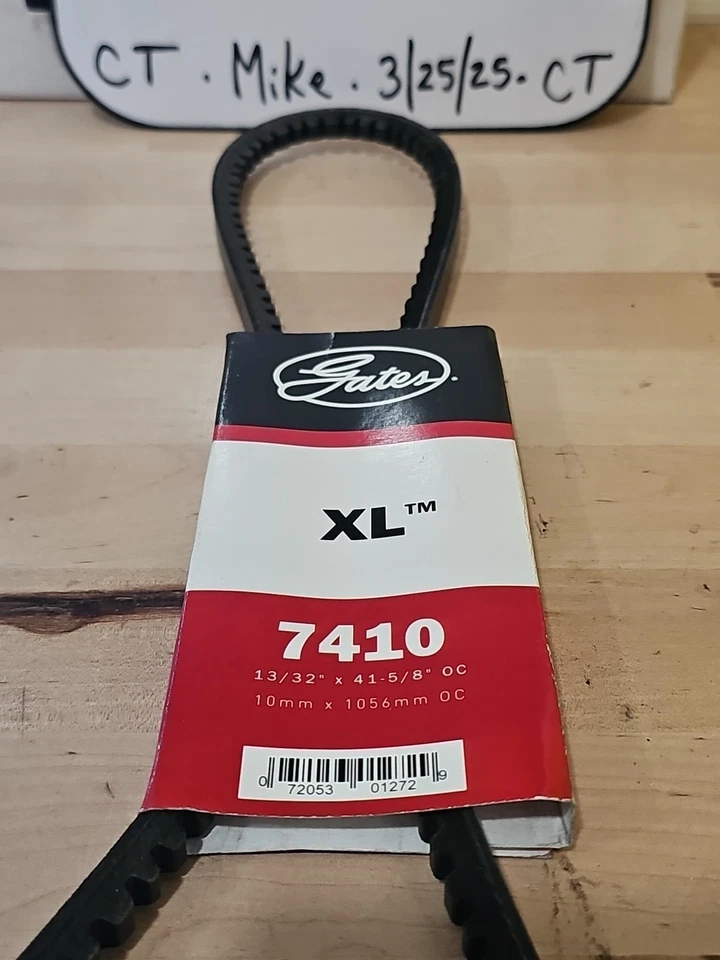 CT . Mike . 3/25/25. CT
Gates.
XL™
7410
13/32" x 41-5/8" OC
10mm x 1056mm OC
0 72053 01272 9